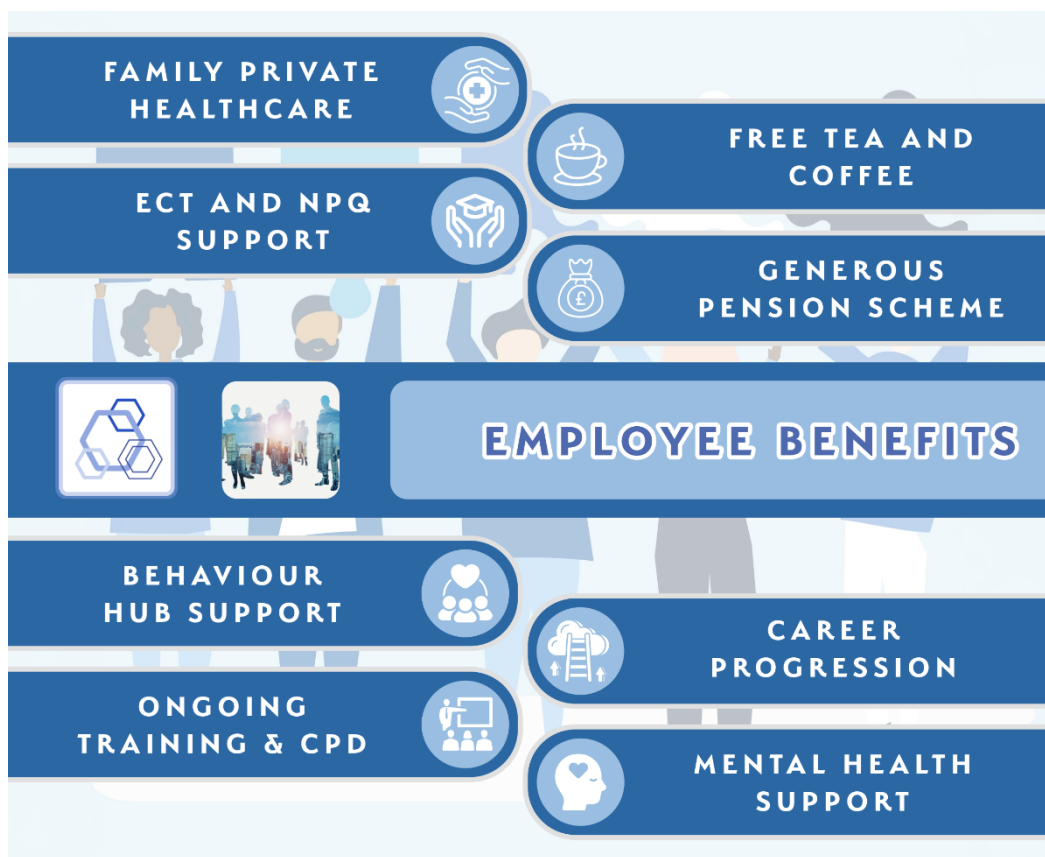 FAMILY PRIVATE
HEALTHCARE
FREE TEA AND
COFFEE
ECT AND NPQ
SUPPORT
GENEROUS
PENSION SCHEME
EMPLOYEE BENEFITS
BEHAVIOUR
HUB SUPPORT
CAREER
PROGRESSION
ONGOING
TRAINING & CPD
MENTAL HEALTH
SUPPORT